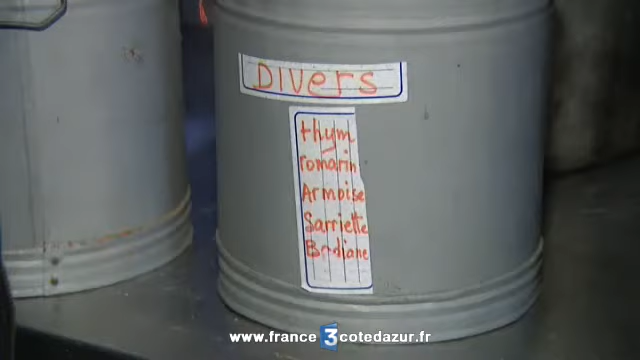 Divers
thym
romarin
Armoise
Sarriette
Badiane
www.france3cotedazur.fr